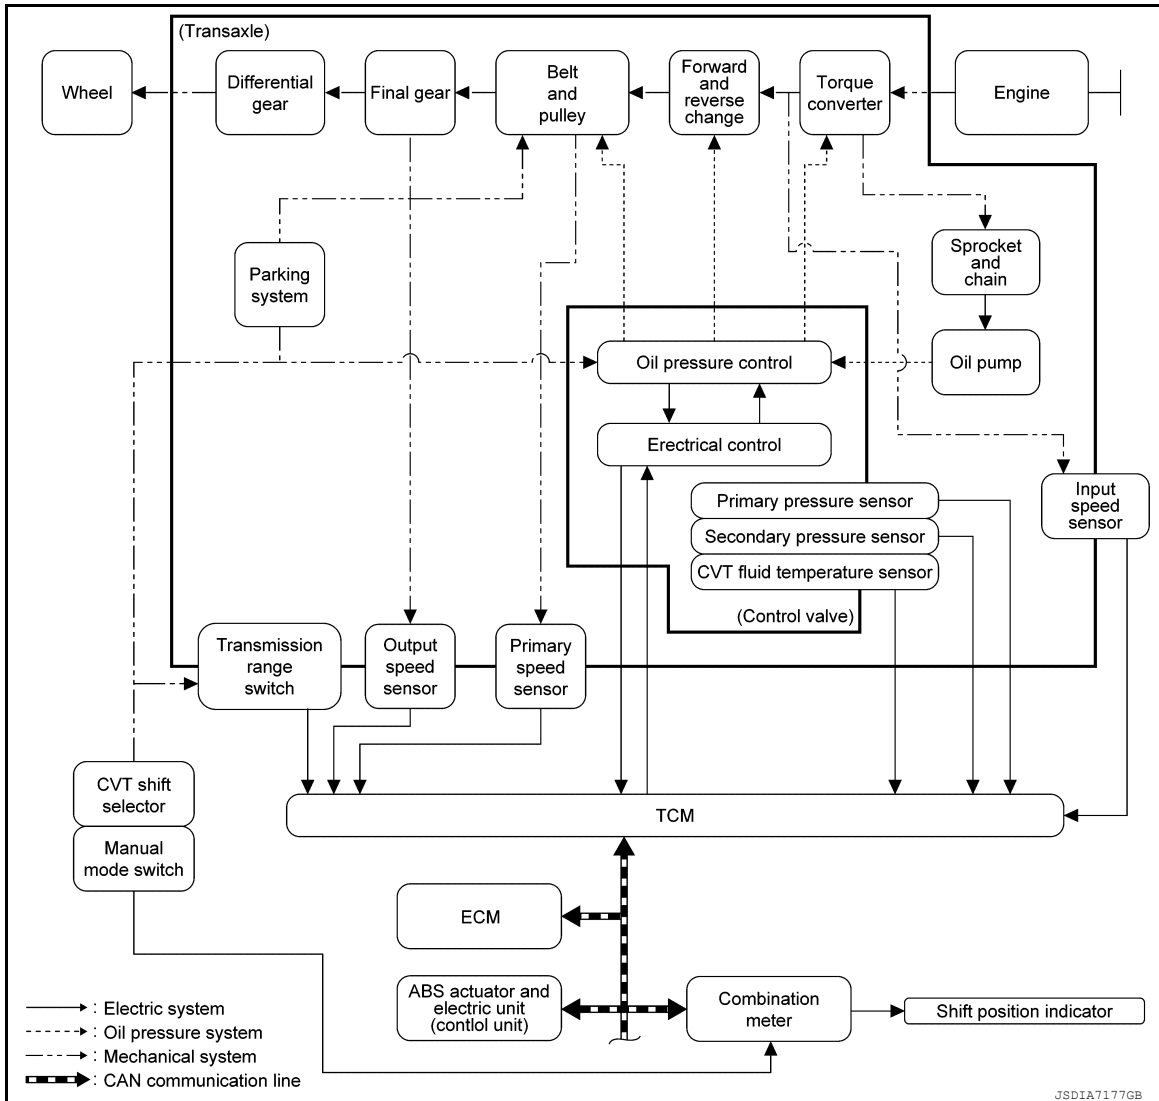 (Transaxle)
Wheel
Differential
gear
Final gear
Belt
and
pulley
Forward
and
reverse
change
Torque
converter
Engine
Parking
system
Sprocket
and
chain
Oil pressure control
Oil pump
Erectrical control
Primary pressure sensor
Secondary pressure sensor
CVT fluid temperature sensor
Input
speed
sensor
(Control valve)
Transmission
range
switch
Output
speed
sensor
Primary
speed
sensor
CVT shift
selector
Manual
mode switch
TCM
ECM
ABS actuator and
electric unit
(contlol unit)
Combination
meter
Shift position indicator
: Electric system
: Oil pressure system
: Mechanical system
: CAN communication line
JSDIA7177GB